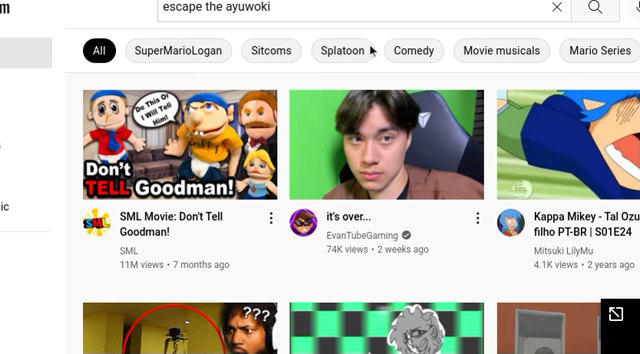 m
escape the ayuwoki
All
SuperMarioLogan
Sitcoms
Splatoon
Comedy
Movie musicals
Mario Series
Do This Or I Will Tell Him!
Don't
TELL Goodman!
SML Movie: Don't Tell
Goodman!
SML
11M views • 7 months ago
it's over...
EvanTubeGaming
74K views • 2 weeks ago
Kappa Mikey - Tal Ozu
filho PT-BR | S01E24
Mitsuki LilyMu
4.1K views • 2 years ago
ic
???